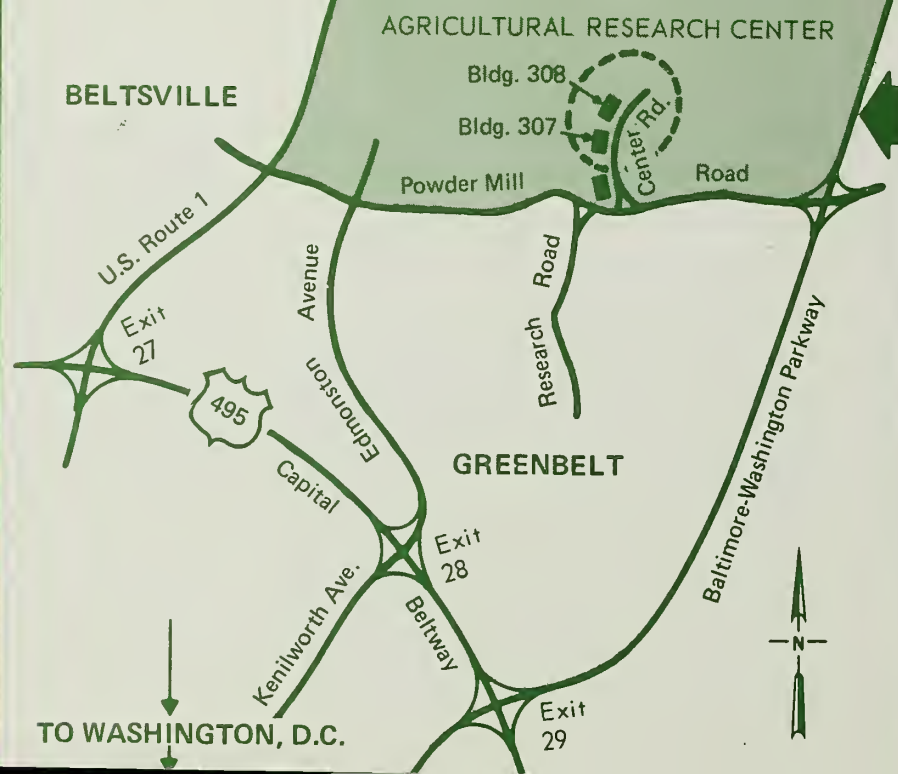 AGRICULTURAL RESEARCH CENTER
BELTSVILLE
Bldg. 308
Bldg. 307
Center Rd.
Powder Mill Road
U.S. Route 1
Exit
27
495
Edmonston Avenue
Research Road
GREENBELT
Capital Beltway
Exit
28
Kenilworth Ave.
Baltimore-Washington Parkway
N
Exit
29
TO WASHINGTON, D.C.